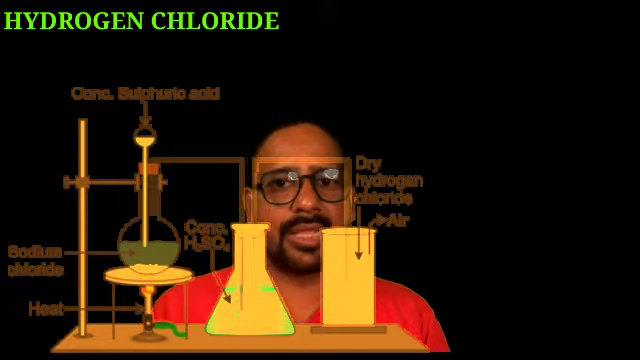 HYDROGEN CHLORIDE
Conc. Sulphuric acid
Dry
hydrogen
chloride
Air
Conc.
H₂SO₄
Sodium
chloride
Heat